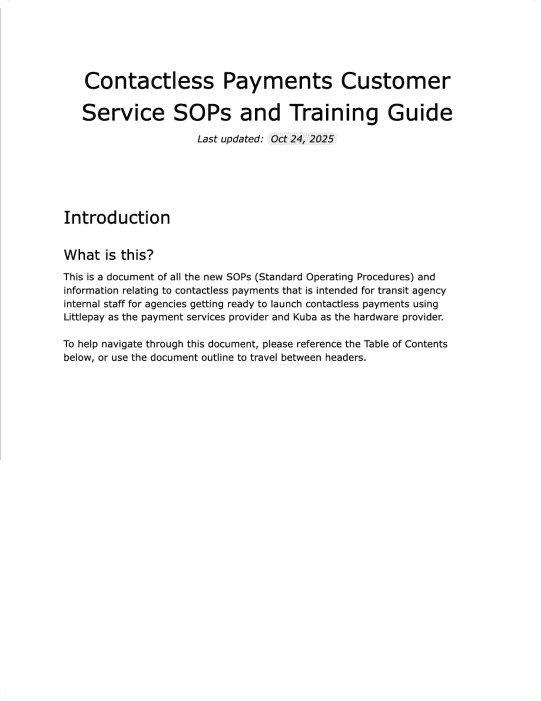 Contactless Payments Customer
Service SOPs and Training Guide
Last updated: Oct 24, 2025
Introduction
What is this?
This is a document of all the new SOPs (Standard Operating Procedures) and
information relating to contactless payments that is intended for transit agency
internal staff for agencies getting ready to launch contactless payments using
Littlepay as the payment services provider and Kuba as the hardware provider.
To help navigate through this document, please reference the Table of Contents
below, or use the document outline to travel between headers.